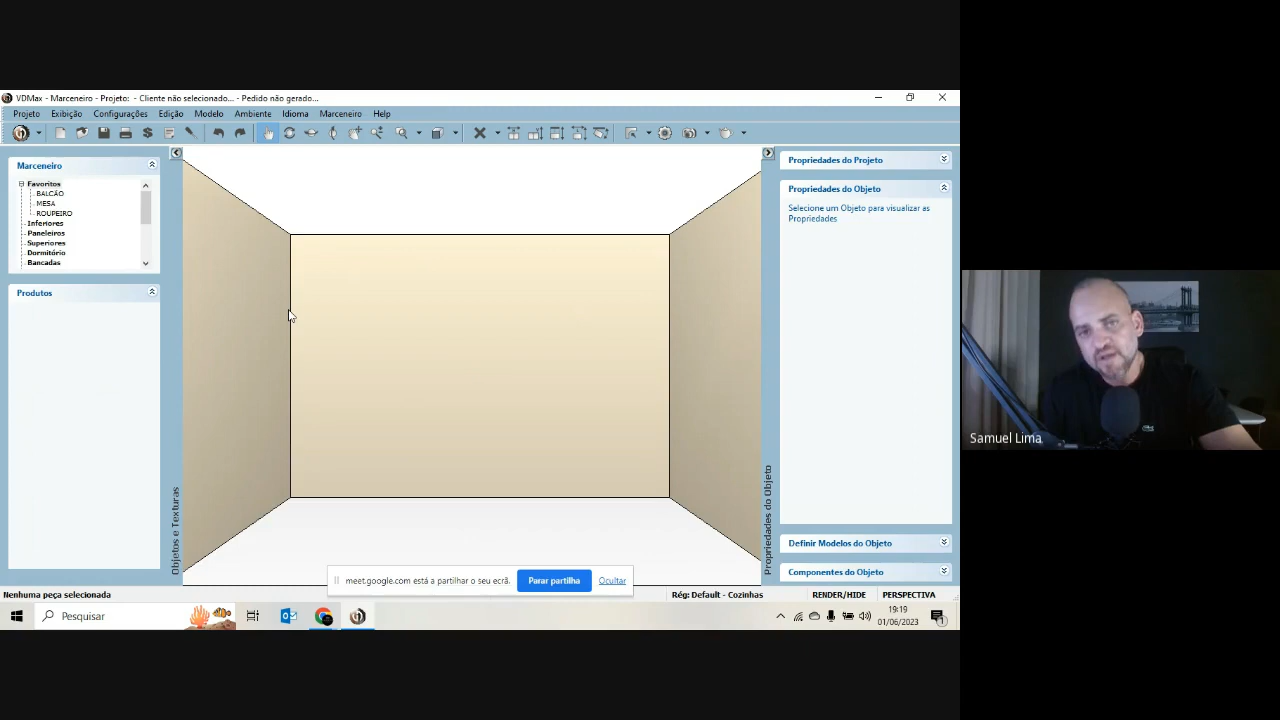 VDMax - Marceneiro - Projeto: - Cliente não selecionado... - Pedido não gerado...
Projeto Exibição Configurações Edição Modelo Ambiente Idioma Marceneiro Help
Marceneiro
Favoritos
BALCÃO
MESA
ROUPEIRO
Inferiores
Paneleiros
Superiores
Dormitório
Bancadas
Produtos
Objetos e Texturas
Propriedades do Objeto
Propriedades do Projeto
Propriedades do Objeto
Selecione um Objeto para visualizar as
Propriedades
Definir Modelos do Objeto
Componentes do Objeto
meet.google.com está a partilhar o seu ecrã. Parar partilha Ocultar
Nenhuma peça selecionada Rég: Default - Cozinhas RENDER/HIDE PERSPECTIVA
Pesquisar
19:19
01/06/2023
1
Samuel Lima